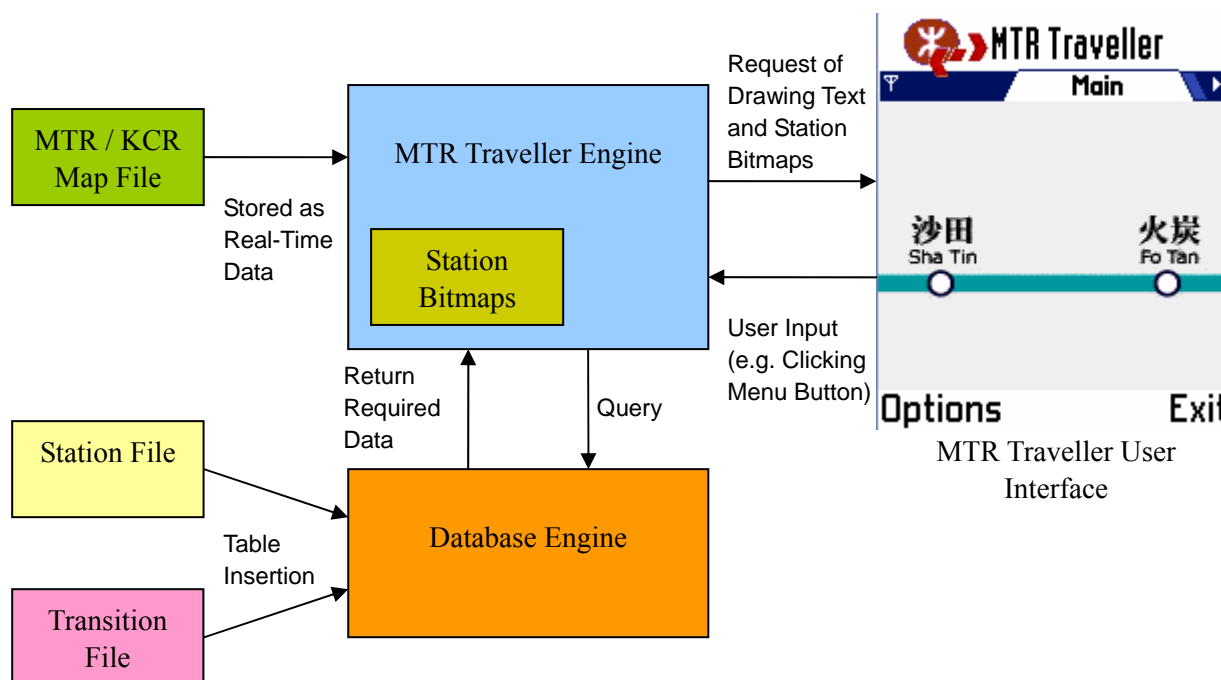 MTR / KCR
Map File
Stored as
Real-Time
Data
MTR Traveller Engine
Station
Bitmaps
Request of
Drawing Text
and Station
Bitmaps
MTR Traveller
Main
沙田
Sha Tin
火炭
Fo Tan
Options
Exit
User Input
(e.g. Clicking
Menu Button)
MTR Traveller User
Interface
Return
Required
Data
Query
Station File
Table
Insertion
Database Engine
Transition
File